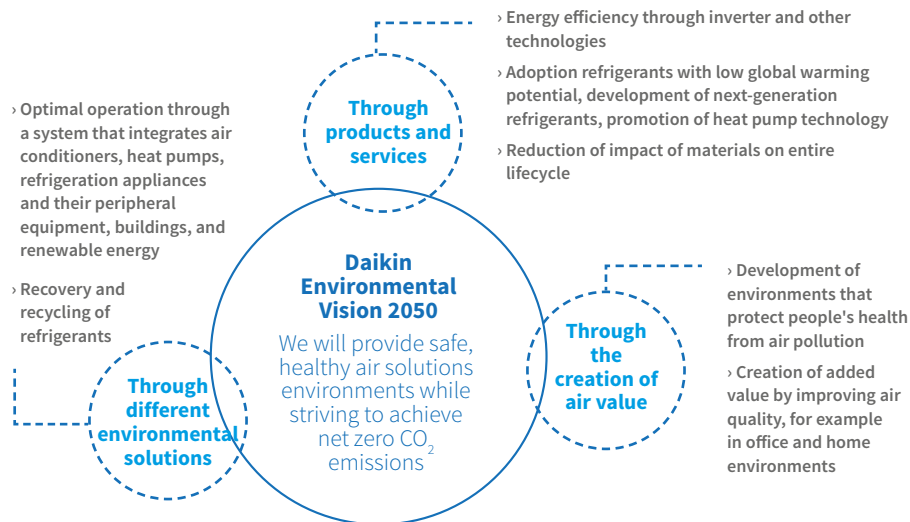 › Energy efficiency through inverter and other
technologies
› Adoption refrigerants with low global warming
potential, development of next-generation
refrigerants, promotion of heat pump technology
› Reduction of impact of materials on entire
lifecycle
Through
products and
services
› Optimal operation through
a system that integrates air
conditioners, heat pumps,
refrigeration appliances
and their peripheral
equipment, buildings, and
renewable energy
› Recovery and
recycling of
refrigerants
Through
different
environmental
solutions
Daikin
Environmental
Vision 2050
We will provide safe,
healthy air solutions
environments while
striving to achieve
net zero CO₂
emissions
Through
the
creation of
air value
› Development of
environments that
protect people's health
from air pollution
› Creation of added
value by improving air
quality, for example
in office and home
environments